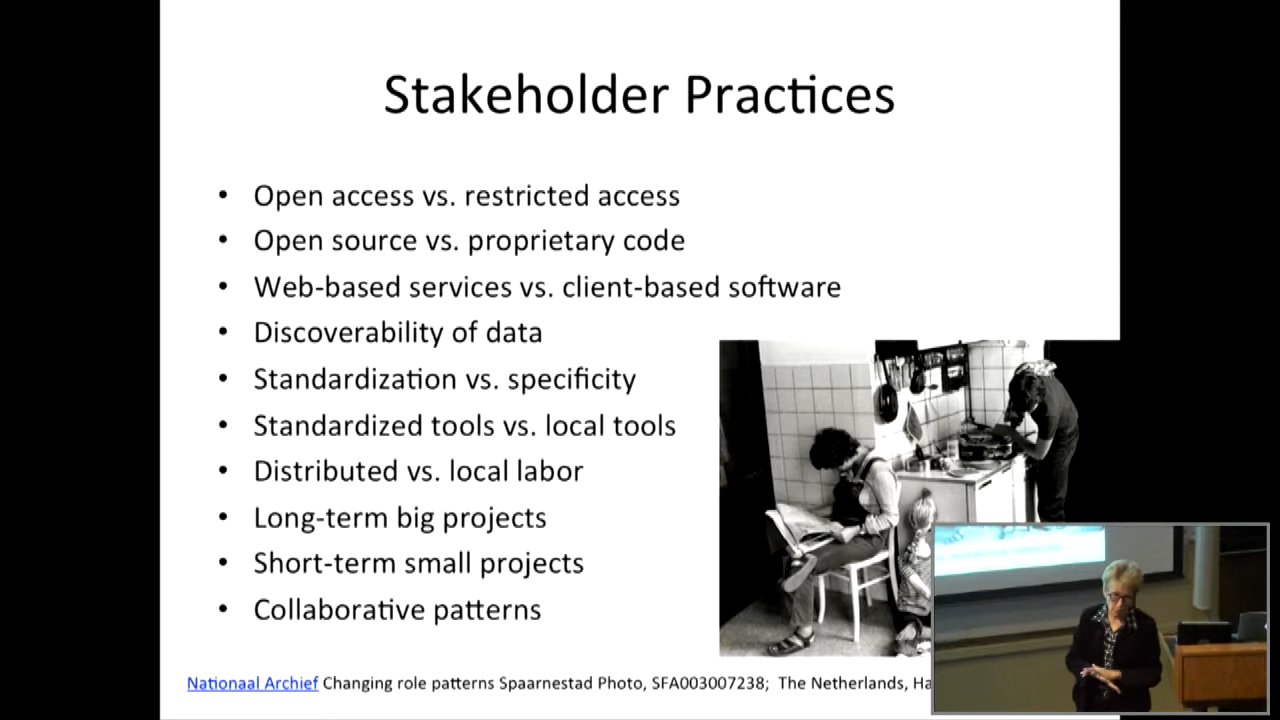 Stakeholder Practices
• Open access vs. restricted access
• Open source vs. proprietary code
• Web-based services vs. client-based software
• Discoverability of data
• Standardization vs. specificity
• Standardized tools vs. local tools
• Distributed vs. local labor
• Long-term big projects
• Short-term small projects
• Collaborative patterns
Nationaal Archief Changing role patterns Spaarnestad Photo, SFA003007238; The Netherlands, Ha